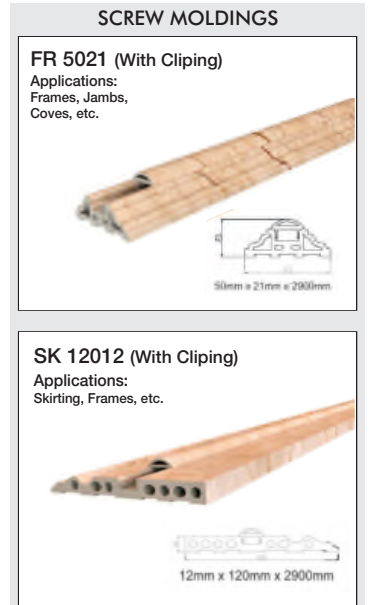 SCREW MOLDINGS
FR 5021 (With Cliping)
Applications:
Frames, Jambs,
Coves, etc.
50mm x 21mm x 2900mm
SK 12012 (With Cliping)
Applications:
Skirting, Frames, etc.
12mm x 120mm x 2900mm